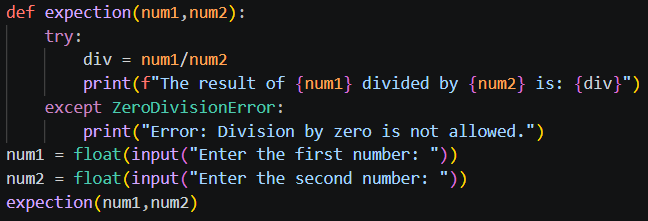 def expection(num1,num2):
    try:
        div = num1/num2
        print(f"The result of {num1} divided by {num2} is: {div}")
    except ZeroDivisionError:
        print("Error: Division by zero is not allowed.")
num1 = float(input("Enter the first number: "))
num2 = float(input("Enter the second number: "))
expection(num1,num2)